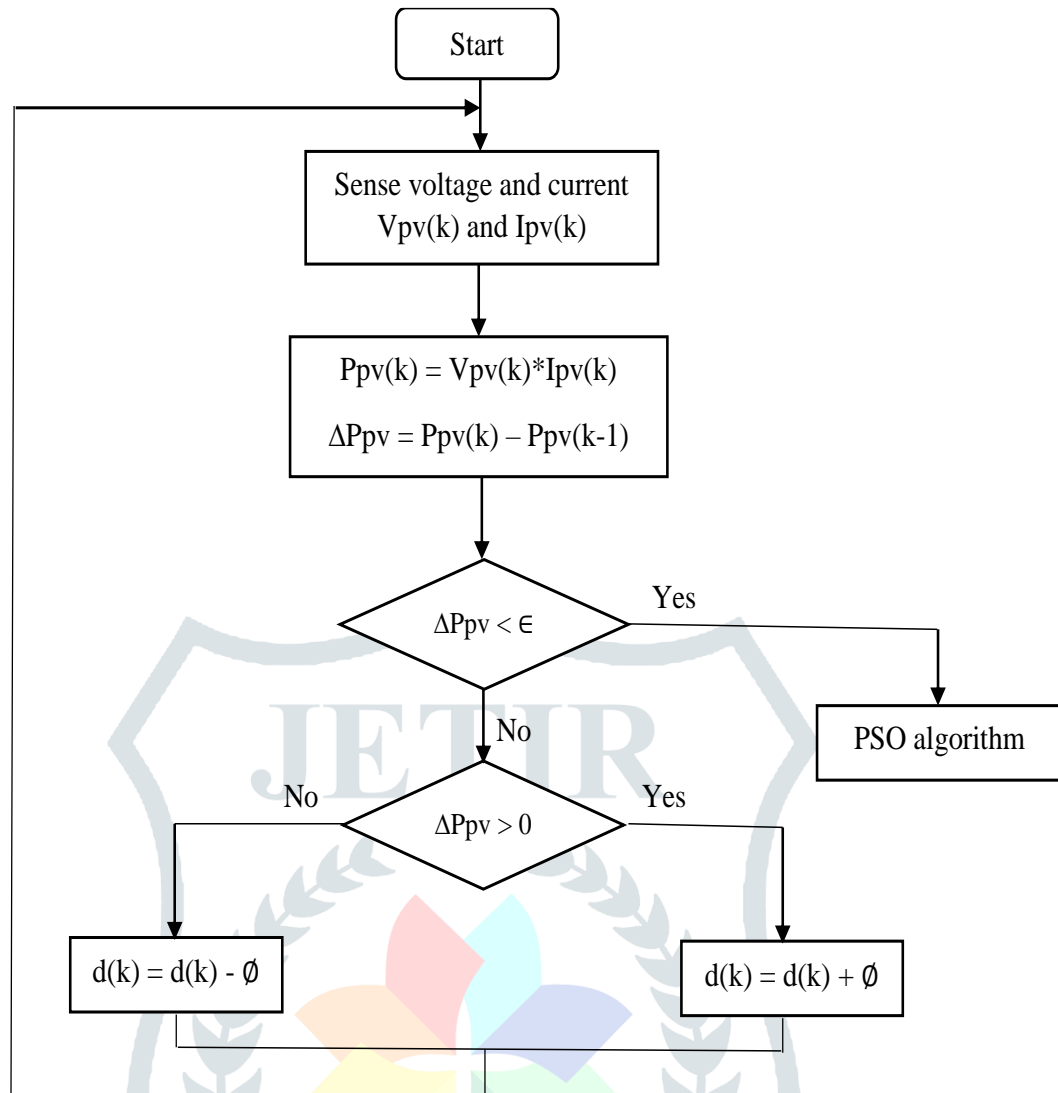 Start
Sense voltage and current
Vpv(k) and Ipv(k)
Ppv(k) = Vpv(k)*Ipv(k)
ΔPpv = Ppv(k) – Ppv(k-1)
ΔPpv < ∈
Yes
PSO algorithm
No
JETIR
No
Yes
ΔPpv > 0
d(k) = d(k) - ∅
d(k) = d(k) + ∅